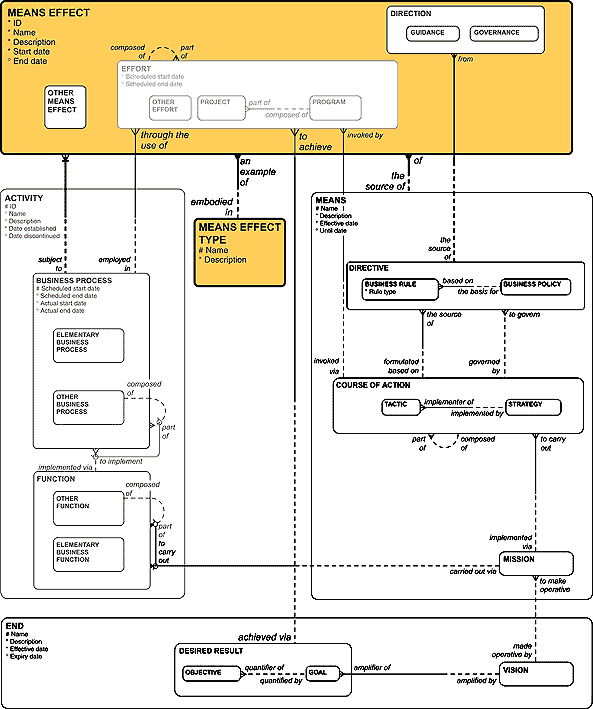 MEANS EFFECT
* ID
* Name
* Description
* Start date
° End date
DIRECTION
GUIDANCE
GOVERNANCE
composed
of
part
of
from
EFFORT
° Scheduled start date
° Scheduled end date
OTHER
MEANS
EFFECT
OTHER
EFFORT
PROJECT
part of
composed of
PROGRAM
through the
use of
to
achieve
invoked by
an
example
of
of
the
source of
embodied
in
ACTIVITY
# ID
* Name
* Description
* Date established
° Date discontinued
MEANS EFFECT
TYPE
# Name
* Description
MEANS
# Name
* Description
* Effective date
° Until date
subject
to
employed
in
the
source
of
BUSINESS PROCESS
# Scheduled start date
° Scheduled end date
° Actual start date
° Actual end date
DIRECTIVE
BUSINESS RULE
* Rule type
based on
the basis for
BUSINESS POLICY
the source
of
to govern
ELEMENTARY
BUSINESS
PROCESS
invoked
via
formulated
based on
governed
by
OTHER
BUSINESS
PROCESS
composed
of
part
of
COURSE OF ACTION
TACTIC
implementer of
implemented by
STRATEGY
part
of
composed
of
to carry
out
to implement
implemented via
FUNCTION
OTHER
FUNCTION
composed
of
part
of
to
carry
out
ELEMENTARY
BUSINESS
FUNCTION
implemented
via
MISSION
carried out via
to make
operative
END
# Name
* Description
* Effective date
* Expiry date
achieved via
made
operative by
DESIRED RESULT
OBJECTIVE
quantifier of
quantified by
GOAL
amplifier of
amplified by
VISION